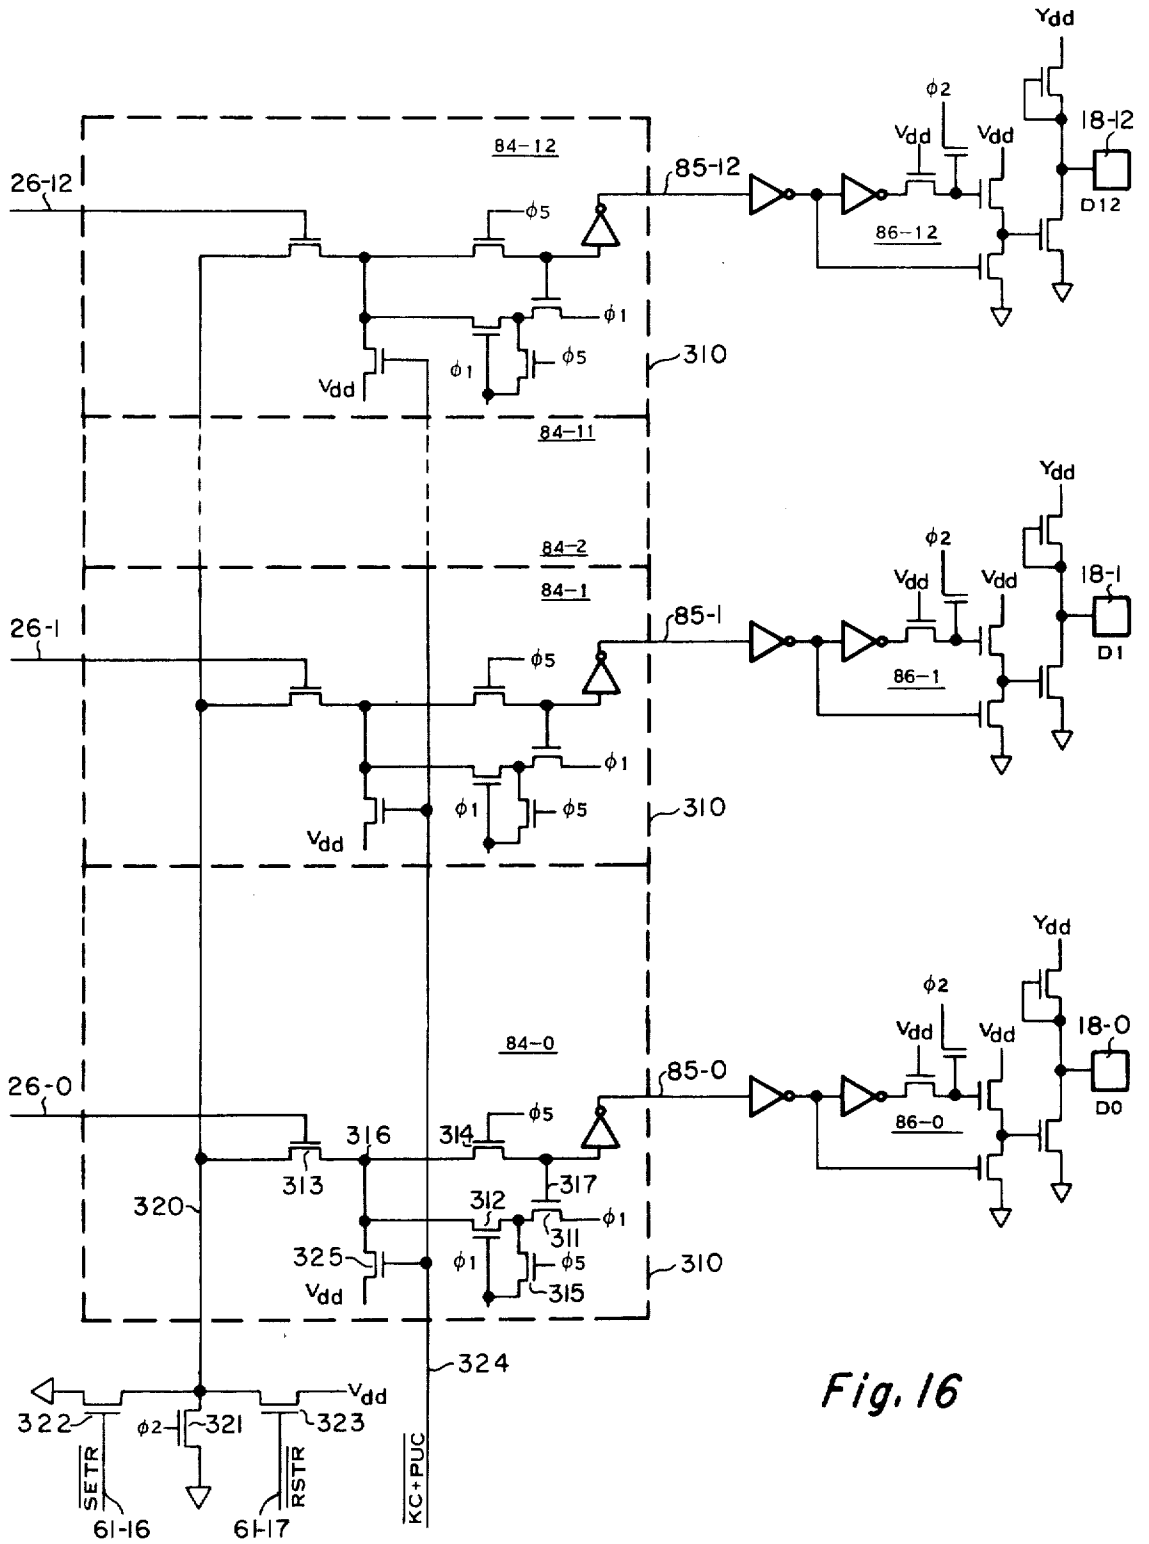 Ydd
ϕ2
84-12
Vdd
Vdd
18-12
26-12
85-12
ϕ5
D12
86-12
ϕ1
310
ϕ1
ϕ5
Vdd
84-11
Ydd
84-2
ϕ2
84-1
Vdd
Vdd
18-1
26-1
85-1
ϕ5
D1
86-1
ϕ1
ϕ1
ϕ5
310
Vdd
Ydd
ϕ2
84-0
Vdd
Vdd
18-0
26-0
85-0
ϕ5
D0
86-0
316
314
313
317
320
312
311
ϕ1
325
ϕ1
ϕ5
310
Vdd
315
324
Vdd
322
ϕ2
321
323
SETR
RSTR
KC+PUC
61-16
61-17
Fig. 16